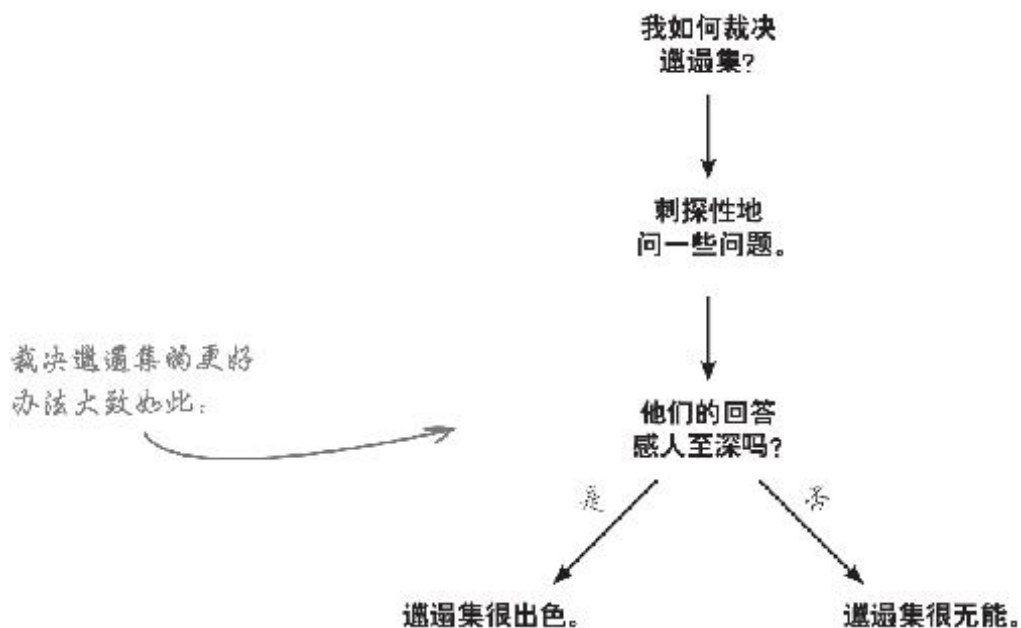 我如何裁决
邋遢集?
刺探性地
问一些问题。
裁决邋遢集的更好
办法大致如此：
他们的回答
感人至深吗?
是
否
邋遢集很出色。
邋遢集很无能。